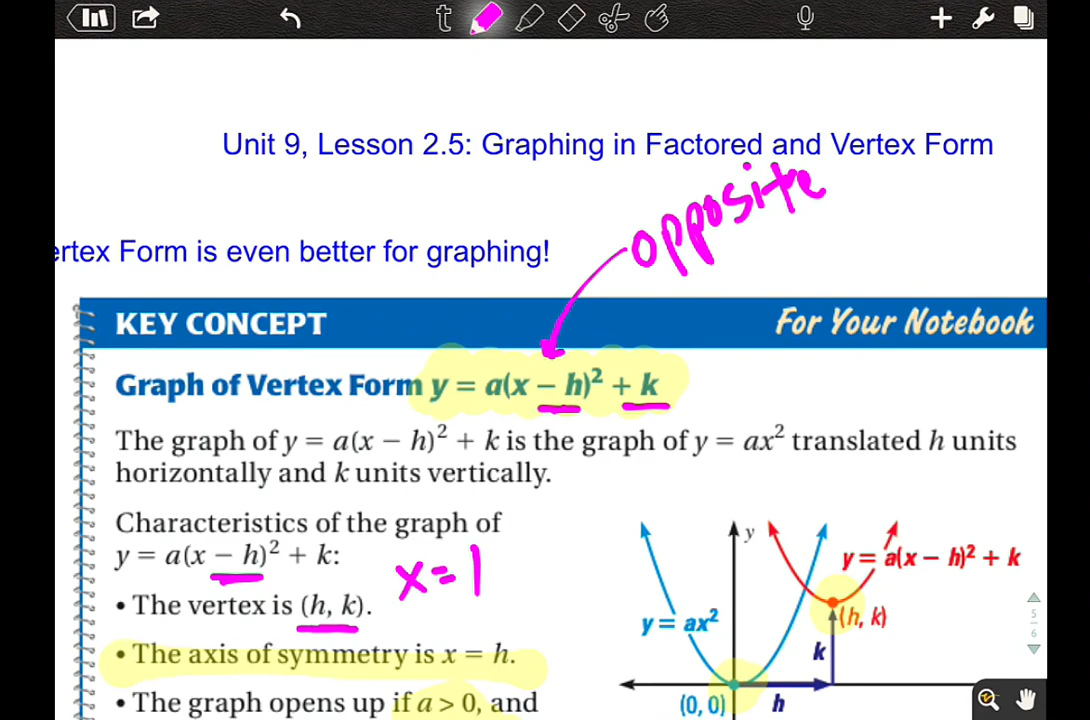 t
Unit 9, Lesson 2.5: Graphing in Factored and Vertex Form
opposite
ertex Form is even better for graphing!
KEY CONCEPT For Your Notebook
Graph of Vertex Form y = a(x − h)² + k
The graph of y = a(x − h)² + k is the graph of y = ax² translated h units
horizontally and k units vertically.
Characteristics of the graph of
y = a(x − h)² + k:
x=1
• The vertex is (h, k).
• The axis of symmetry is x = h.
• The graph opens up if a > 0, and
y
y = a(x − h)² + k
y = ax²
(h, k)
k
(0, 0)
h
5
6